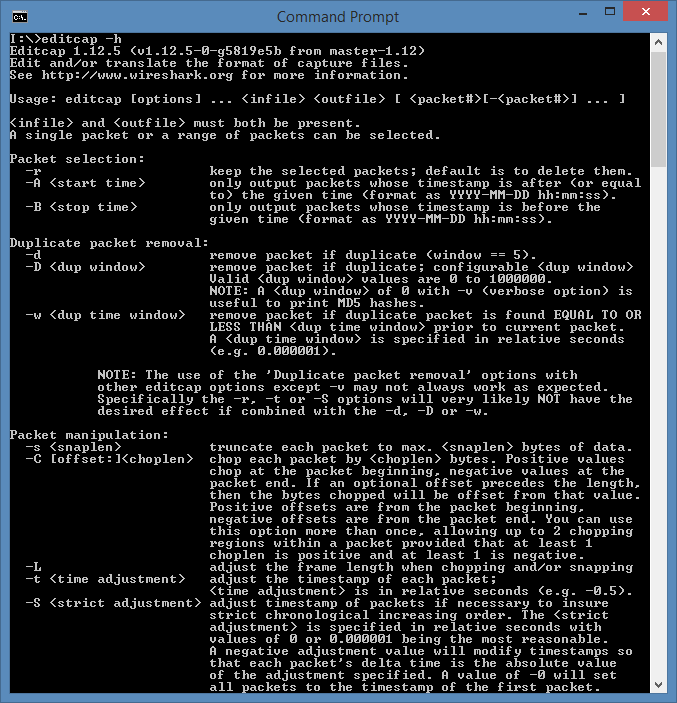 Command Prompt
I:\>editcap -h
Editcap 1.12.5 (v1.12.5-0-g5819e5b from master-1.12)
Edit and/or translate the format of capture files.
See http://www.wireshark.org for more information.
Usage: editcap [options] ... <infile> <outfile> [ <packet#>[-<packet#>] ... ]
<infile> and <outfile> must both be present.
A single packet or a range of packets can be selected.
Packet selection:
  -r                     keep the selected packets; default is to delete them.
  -A <start time>        only output packets whose timestamp is after (or equal
                         to) the given time (format as YYYY-MM-DD hh:mm:ss).
  -B <stop time>         only output packets whose timestamp is before the
                         given time (format as YYYY-MM-DD hh:mm:ss).
Duplicate packet removal:
  -d                     remove packet if duplicate (window == 5).
  -D <dup window>        remove packet if duplicate; configurable <dup window>
                         Valid <dup window> values are 0 to 1000000.
                         NOTE: A <dup window> of 0 with -v (verbose option) is
                         useful to print MD5 hashes.
  -w <dup time window>   remove packet if duplicate packet is found EQUAL TO OR
                         LESS THAN <dup time window> prior to current packet.
                         A <dup time window> is specified in relative seconds
                         (e.g. 0.000001).
           NOTE: The use of the 'Duplicate packet removal' options with
           other editcap options except -v may not always work as expected.
           Specifically the -r, -t or -S options will very likely NOT have the
           desired effect if combined with the -d, -D or -w.
Packet manipulation:
  -s <snaplen>           truncate each packet to max. <snaplen> bytes of data.
  -C [offset:]<choplen>  chop each packet by <choplen> bytes. Positive values
                         chop at the packet beginning, negative values at the
                         packet end. If an optional offset precedes the length,
                         then the bytes chopped will be offset from that value.
                         Positive offsets are from the packet beginning,
                         negative offsets are from the packet end. You can use
                         this option more than once, allowing up to 2 chopping
                         regions within a packet provided that at least 1
                         choplen is positive and at least 1 is negative.
  -L                     adjust the frame length when chopping and/or snapping
  -t <time adjustment>   adjust the timestamp of each packet;
                         <time adjustment> is in relative seconds (e.g. -0.5).
  -S <strict adjustment> adjust timestamp of packets if necessary to insure
                         strict chronological increasing order. The <strict
                         adjustment> is specified in relative seconds with
                         values of 0 or 0.000001 being the most reasonable.
                         A negative adjustment value will modify timestamps so
                         that each packet's delta time is the absolute value
                         of the adjustment specified. A value of -0 will set
                         all packets to the timestamp of the first packet.